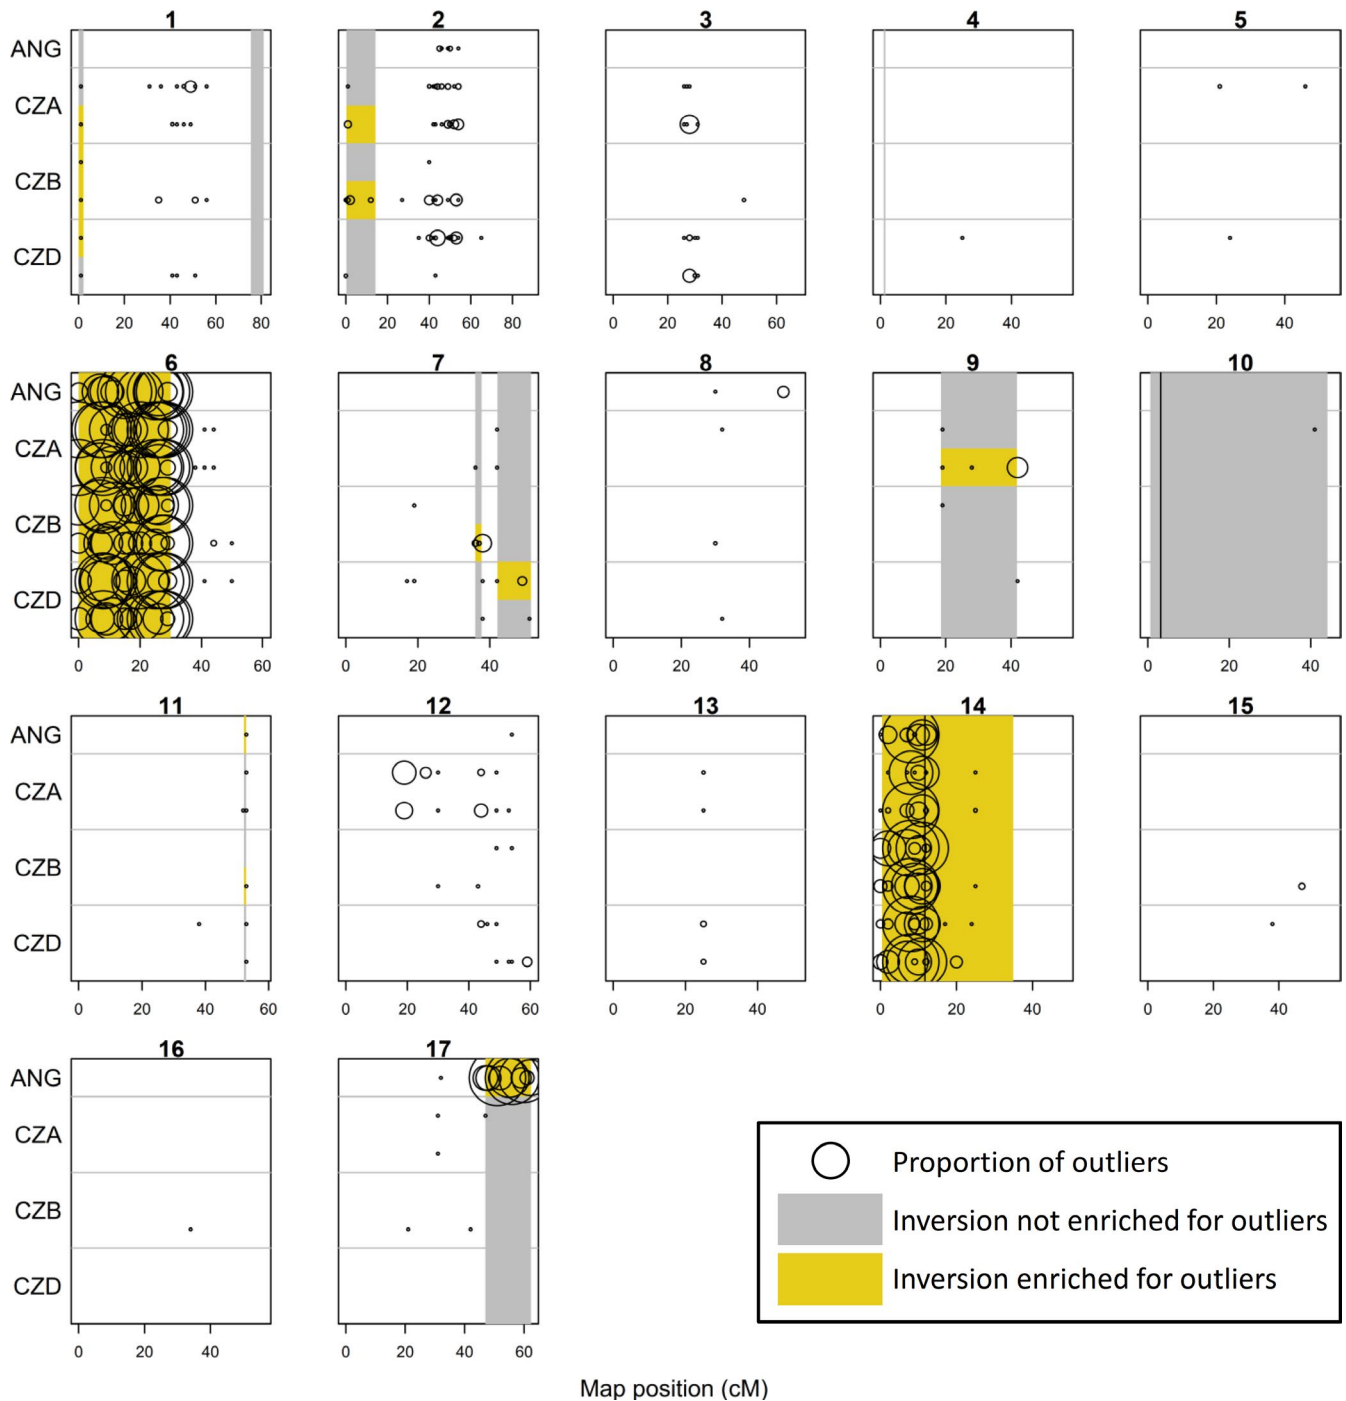 1 2 3 4 5
ANG
CZA
CZB
CZD
0 20 40 60 80 0 20 40 60 80 0 20 40 60 0 20 40 0 20 40
6 7 8 9 10
ANG
CZA
CZB
CZD
0 20 40 60 0 20 40 0 20 40 0 20 40 0 20 40
11 12 13 14 15
ANG
CZA
CZB
CZD
0 20 40 60 0 20 40 60 0 20 40 0 20 40 0 20 40
16 17
ANG
CZA
CZB
CZD
Proportion of outliers
Inversion not enriched for outliers
Inversion enriched for outliers
0 20 40 0 20 40 60
Map position (cM)